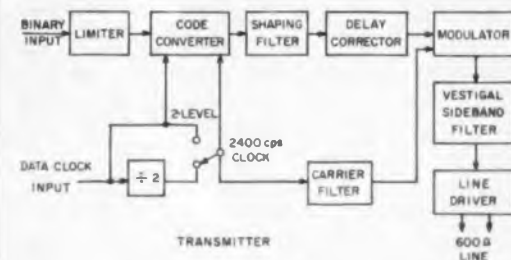 BINARY
INPUT
LIMITER
CODE
CONVERTER
SHAPING
FILTER
DELAY
CORRECTOR
MODULATOR
VESTIGAL
SIDEBAND
FILTER
2-LEVEL
2400 cps
CLOCK
DATA CLOCK
INPUT
÷ 2
CARRIER
FILTER
LINE
DRIVER
TRANSMITTER
600 Ω
LINE